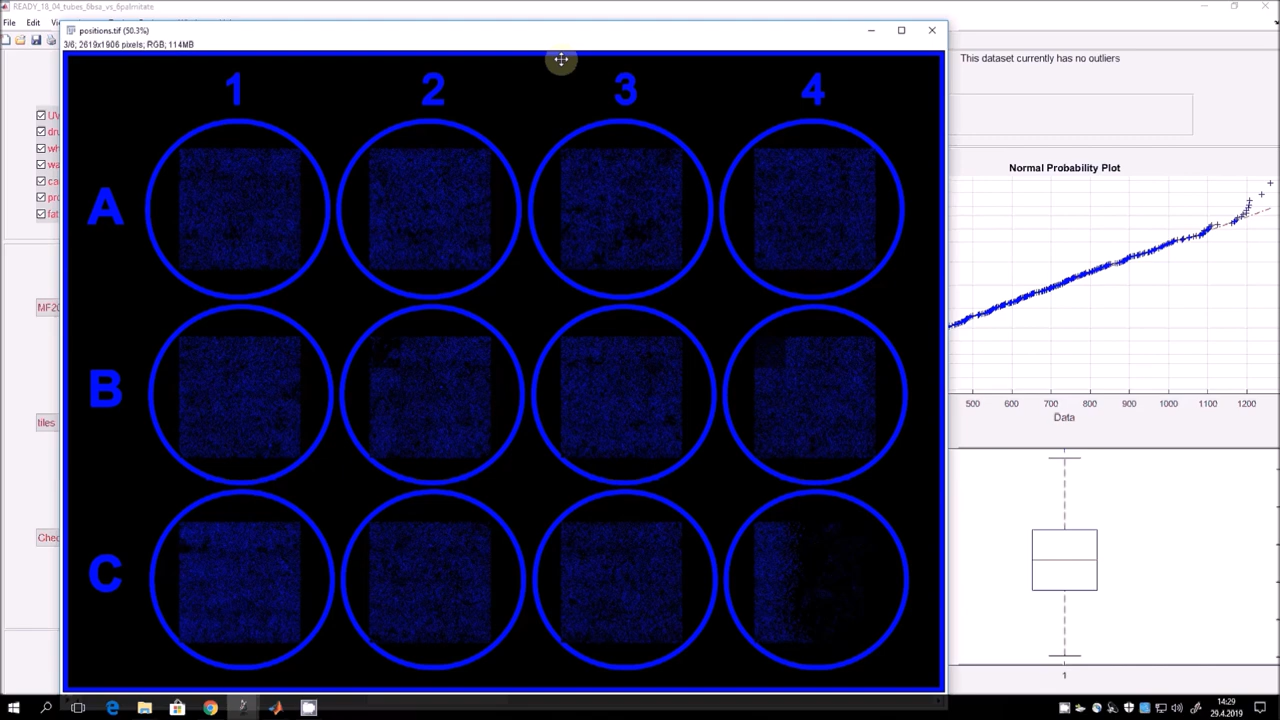 READY_18_04_tubes_6bsa_vs_6palmitate
File Edit
positions.tif (50.3%)
3/6; 2619x1906 pixels; RGB; 114MB
This dataset currently has no outliers
1 2 3 4
A
B
C
Normal Probability Plot
500 600 700 800 900 1000 1100 1200
Data
tiles
1
14:29
29.4.2019